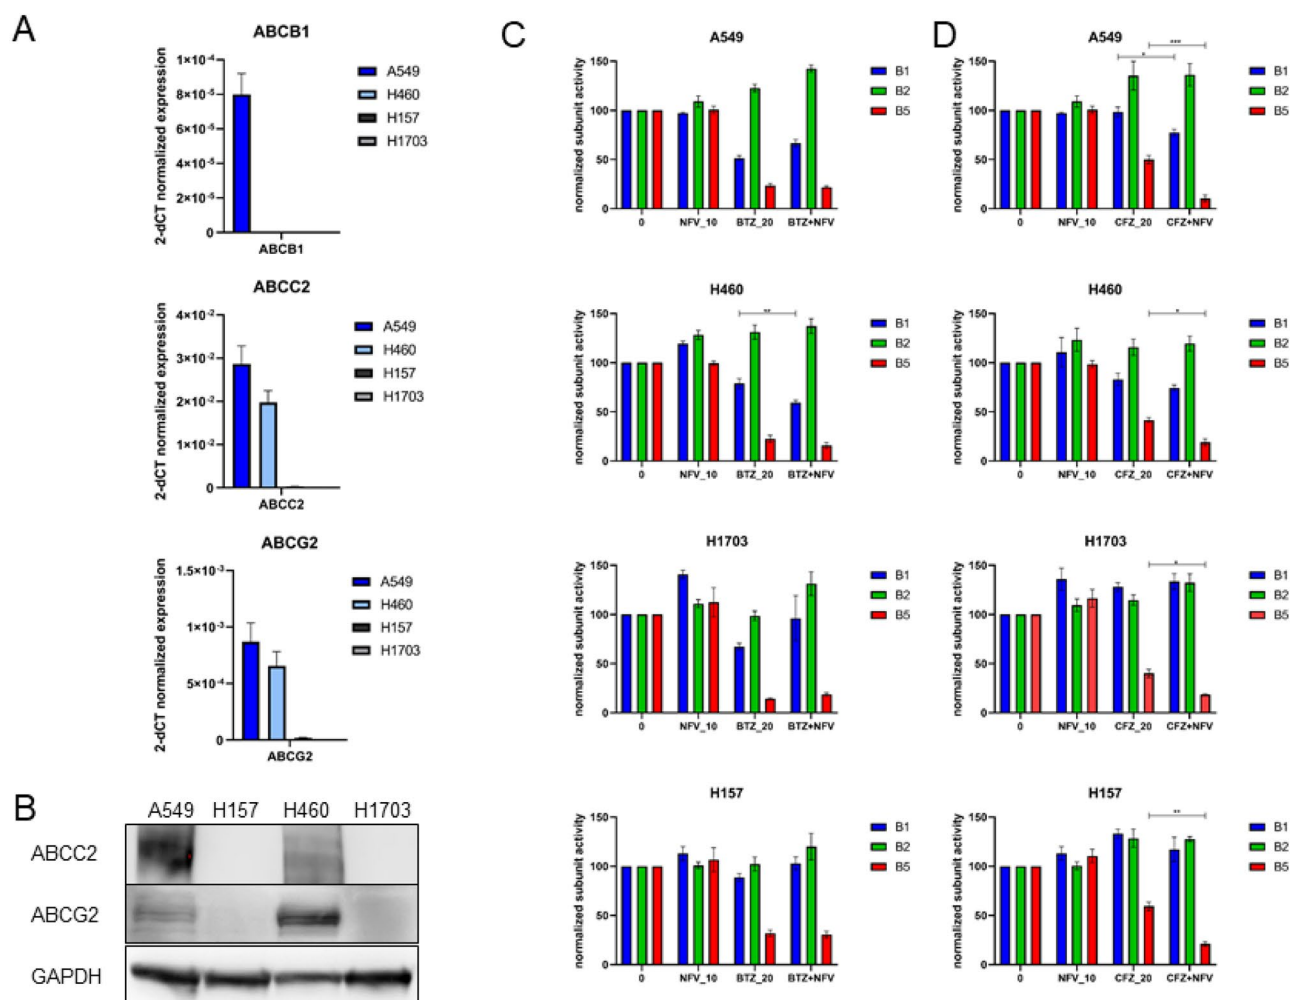 A
ABCB1
2-dCT normalized expression
1×10-4
8×10-5
6×10-5
4×10-5
2×10-5
0
ABCB1
A549
H460
H157
H1703
ABCC2
2-dCT normalized expression
4×10-2
3×10-2
2×10-2
1×10-2
0
ABCC2
A549
H460
H157
H1703
ABCG2
2-dCT normalized expression
1.5×10-3
1×10-3
5×10-4
0
ABCG2
A549
H460
H157
H1703
B
A549 H157 H460 H1703
ABCC2
ABCG2
GAPDH
C
A549
normalized subunit activity
150
100
50
0
0 NFV_10 BTZ_20 BTZ+NFV
B1
B2
B5
H460
normalized subunit activity
150
100
50
0
**
0 NFV_10 BTZ_20 BTZ+NFV
B1
B2
B5
H1703
normalized subunit activity
150
100
50
0
0 NFV_10 BTZ_20 BTZ+NFV
B1
B2
B5
H157
normalized subunit activity
150
100
50
0
0 NFV_10 BTZ_20 BTZ+NFV
B1
B2
B5
D
A549
normalized subunit activity
150
100
50
0
***
*
0 NFV_10 CFZ_20 CFZ+NFV
B1
B2
B5
H460
normalized subunit activity
150
100
50
0
*
0 NFV_10 CFZ_20 CFZ+NFV
B1
B2
B5
H1703
normalized subunit activity
150
100
50
0
*
0 NFV_10 CFZ_20 CFZ+NFV
B1
B2
B5
H157
normalized subunit activity
150
100
50
0
**
0 NFV_10 CFZ_20 CFZ+NFV
B1
B2
B5